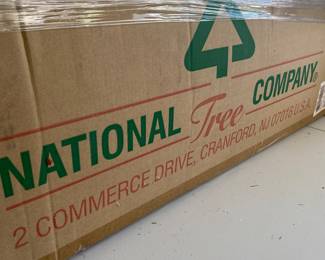 NATIONAL Tree COMPANY®
2 COMMERCE DRIVE, CRANFORD, NJ 07016 U.S.A.